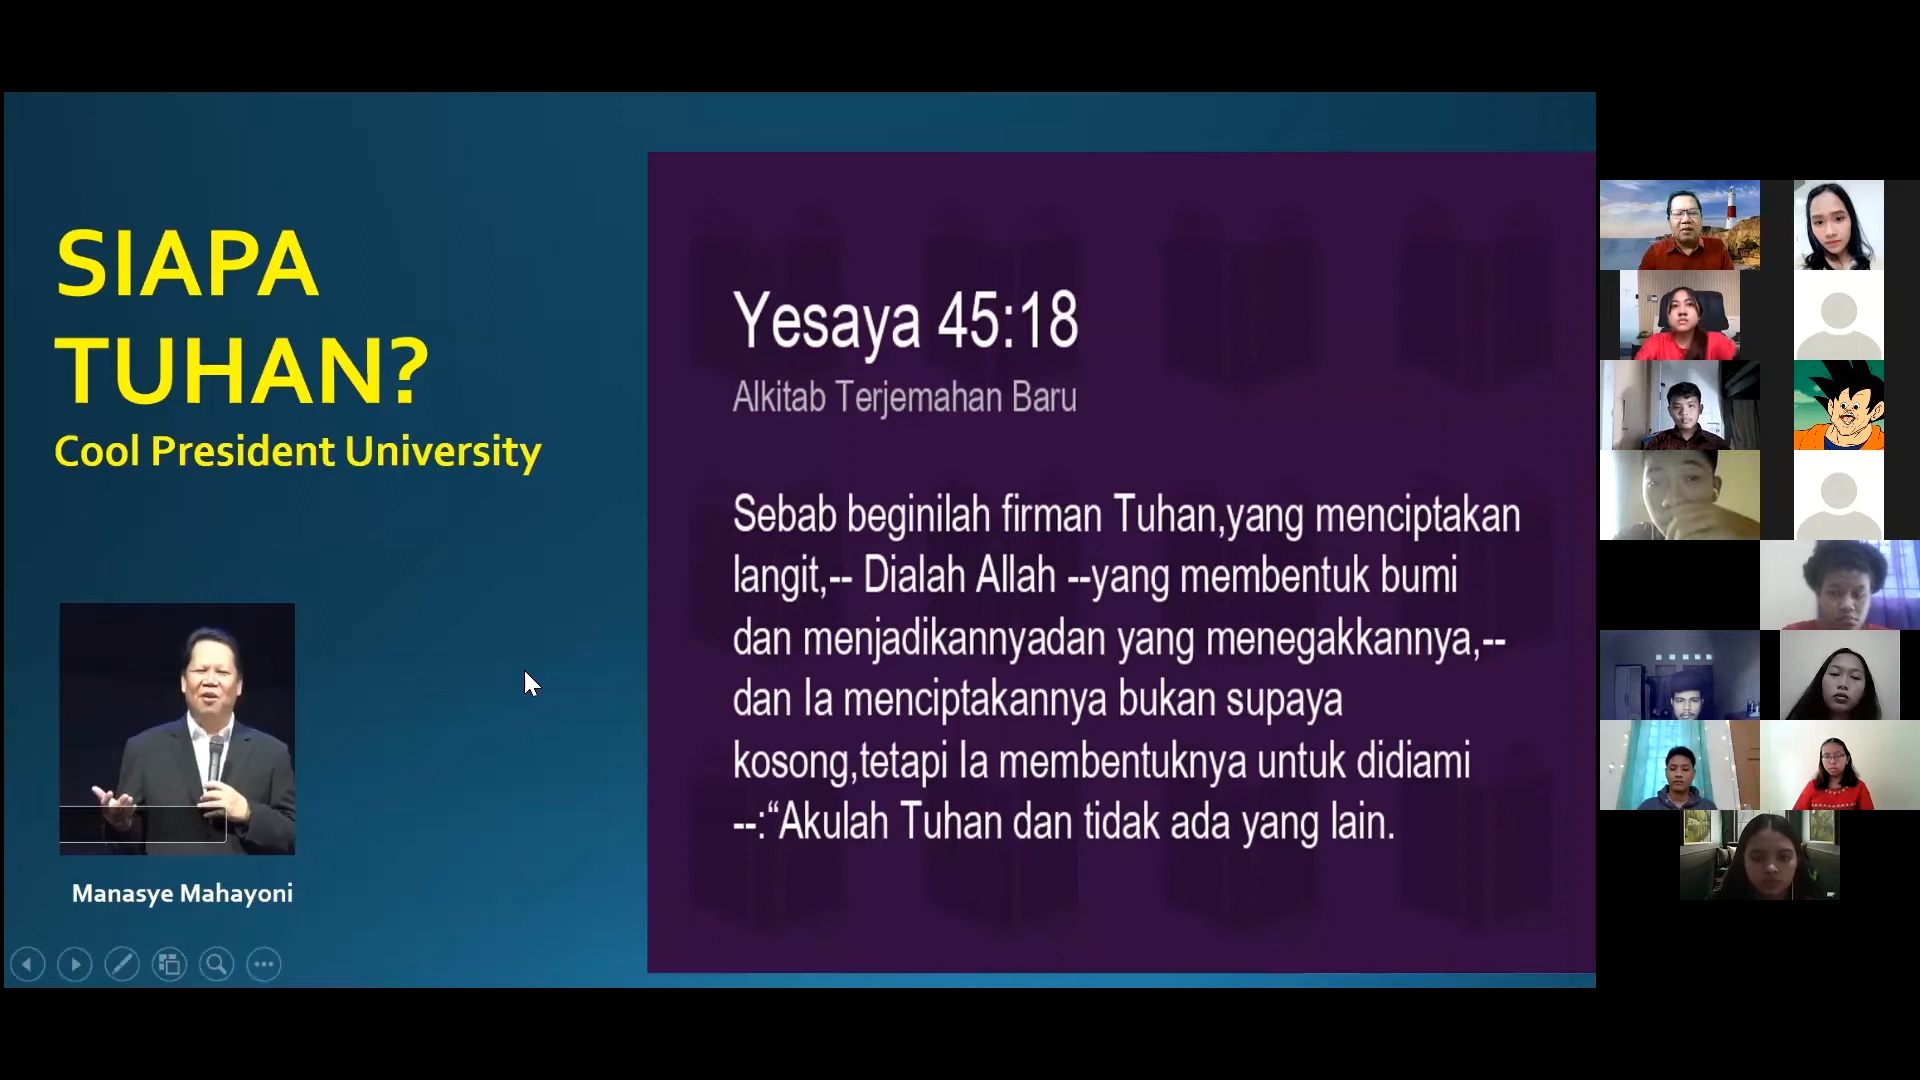 SIAPA
TUHAN?
Cool President University
Manasye Mahayoni
Yesaya 45:18
Alkitab Terjemahan Baru
Sebab beginilah firman Tuhan,yang menciptakan
langit,-- Dialah Allah --yang membentuk bumi
dan menjadikannyadan yang menegakkannya,--
dan Ia menciptakannya bukan supaya
kosong,tetapi Ia membentuknya untuk didiami
--:“Akulah Tuhan dan tidak ada yang lain.